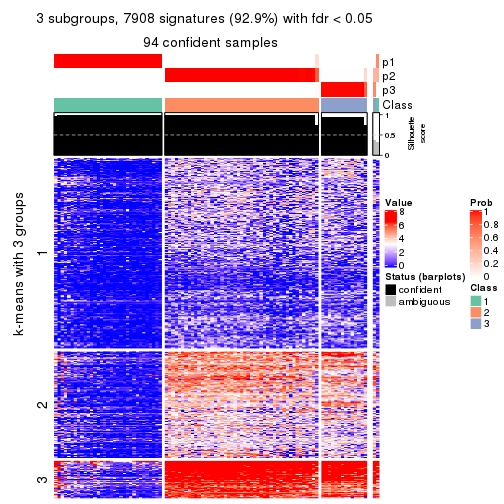 3 subgroups, 7908 signatures (92.9%) with fdr < 0.05
94 confident samples
p1
p2
p3
Class
1
0.5
0
Silhouette
score
k-means with 3 groups
1
2
3
Value
8
6
4
2
0
Status (barplots)
confident
ambiguous
Prob
1
0.8
0.6
0.4
0.2
0
Class
1
2
3